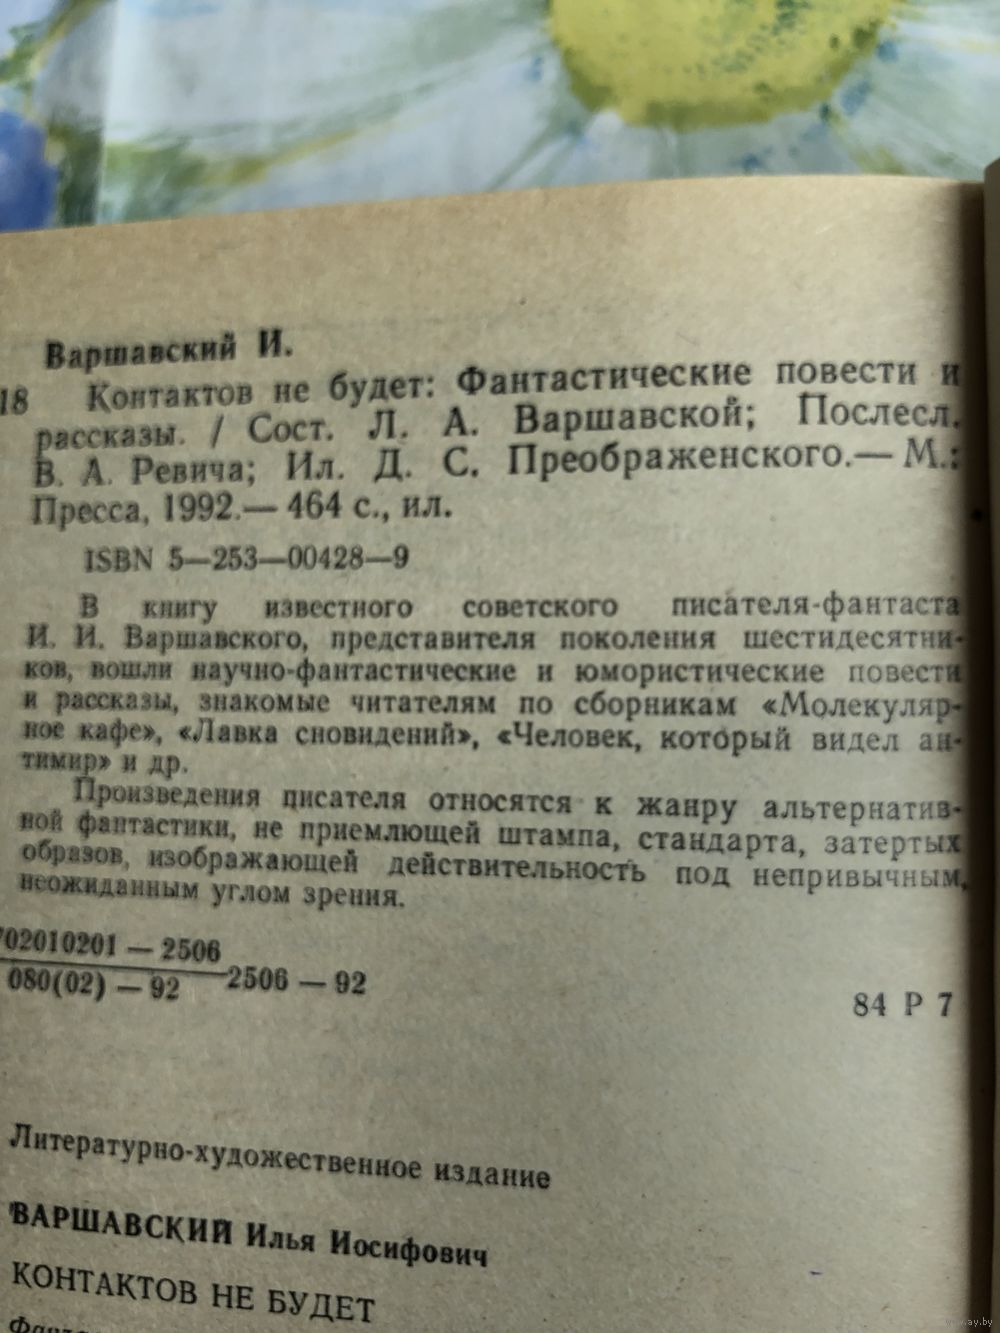 Варшавский И.
18 Контактов не будет: Фантастические повести и
рассказы. / Сост. Л. А. Варшавской; Послесл.
В. А. Ревича; Ил. Д. С. Преображенского.— М.:
Пресса, 1992.— 464 с., ил.
ISBN 5—253—00428—9
В книгу известного советского писателя-фантаста
И. И. Варшавского, представителя поколения шестидесятни-
ков, вошли научно-фантастические и юмористические повести
и рассказы, знакомые читателям по сборникам «Молекуляр-
ное кафе», «Лавка сновидений», «Человек, который видел ан-
тимир» и др.
Произведения писателя относятся к жанру альтернатив-
ной фантастики, не приемлющей штампа, стандарта, затертых
образов, изображающей действительность под непривычным,
неожиданным углом зрения.
702010201 — 2506
080(02) — 92 2506 — 92
84 Р 7
Литературно-художественное издание
ВАРШАВСКИЙ Илья Иосифович
КОНТАКТОВ НЕ БУДЕТ
www.ay.by